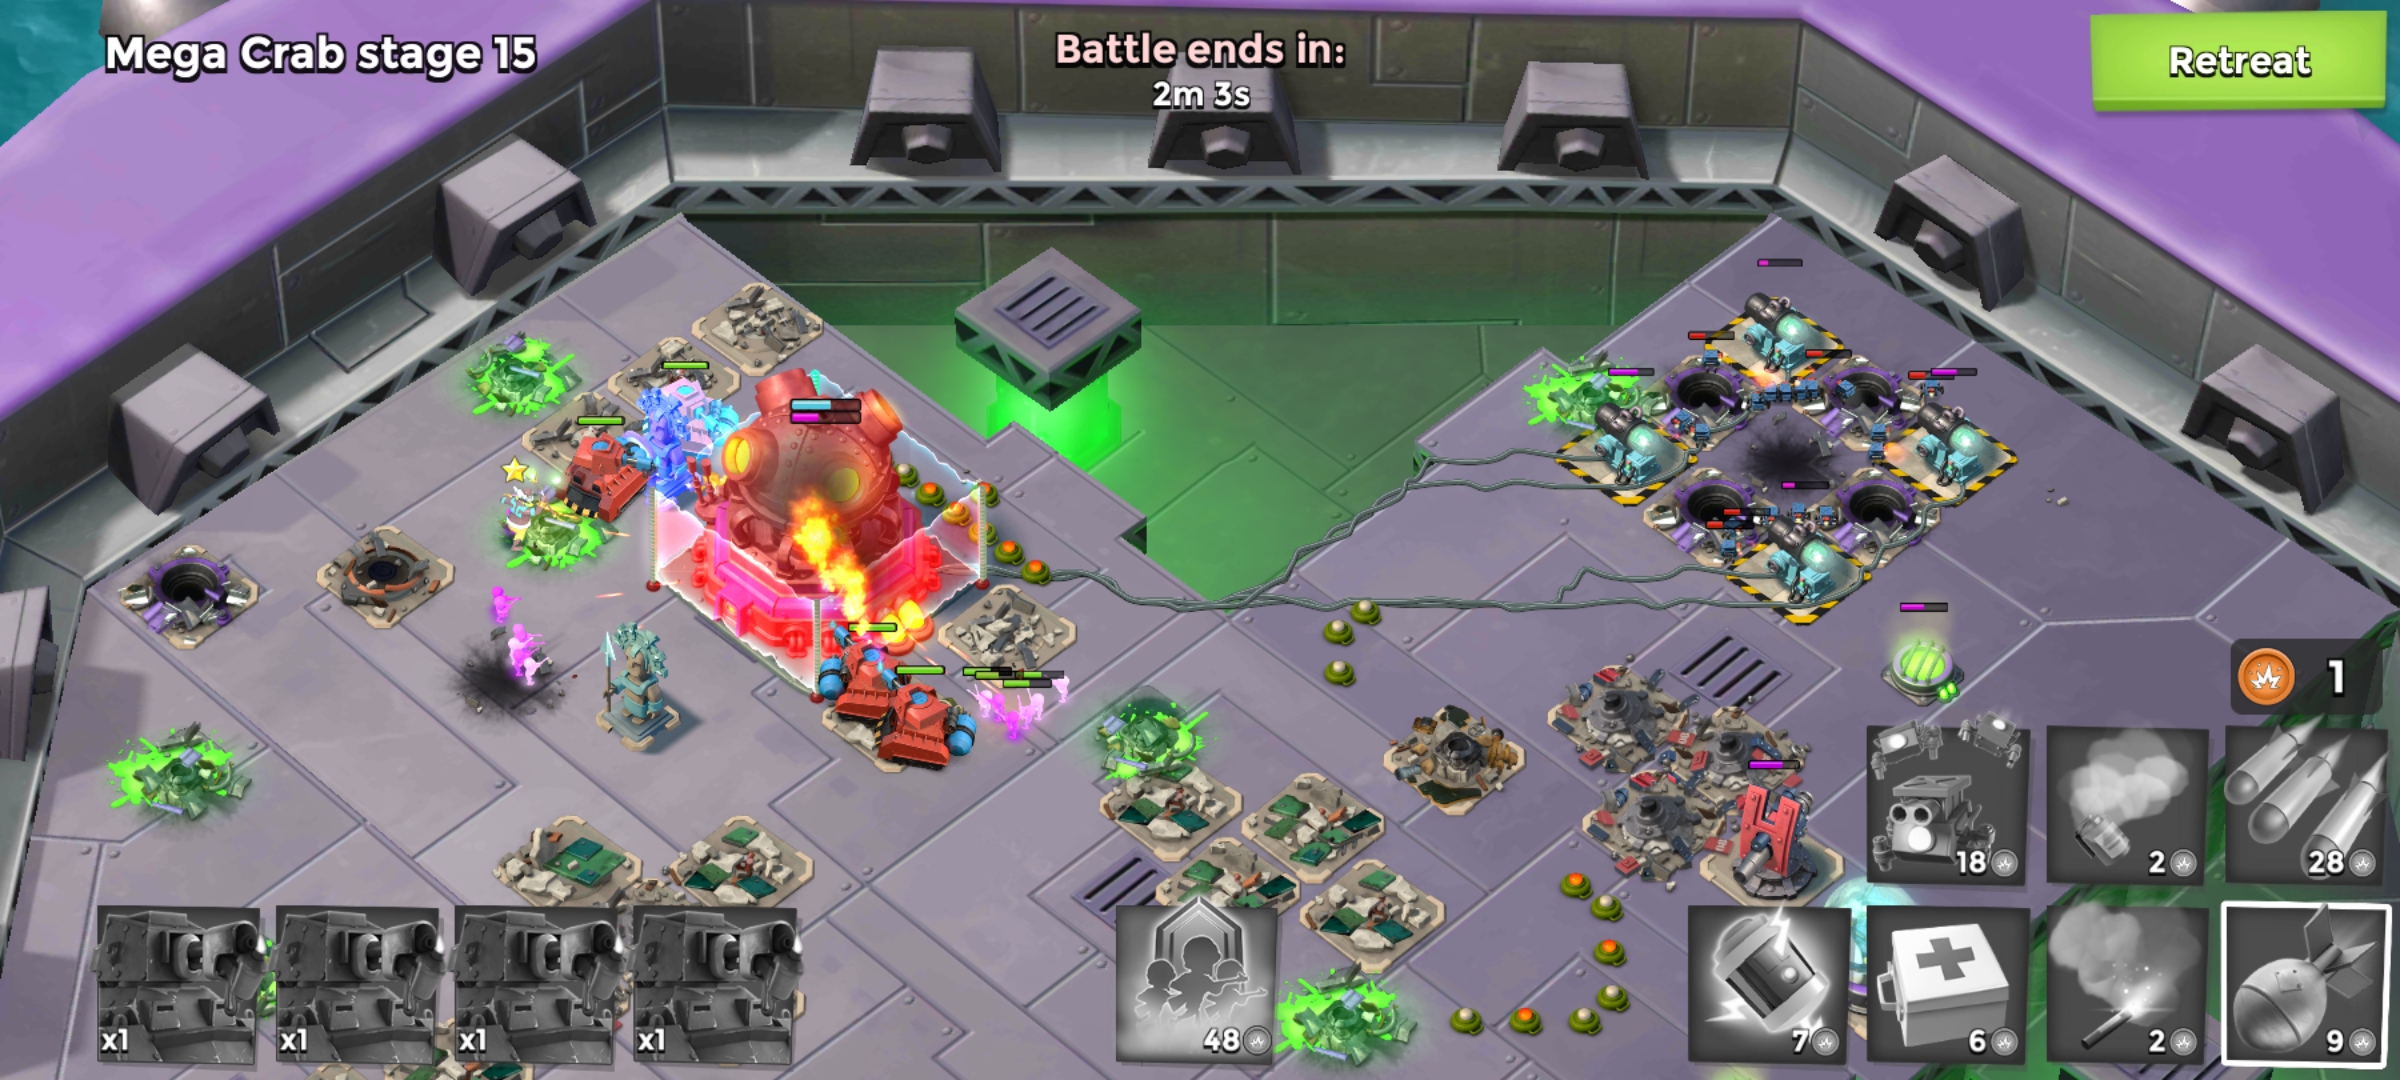 Mega Crab stage 15
Battle ends in:
2m 3s
Retreat
1
18
2
28
x1
x1
x1
x1
48
7
6
2
9